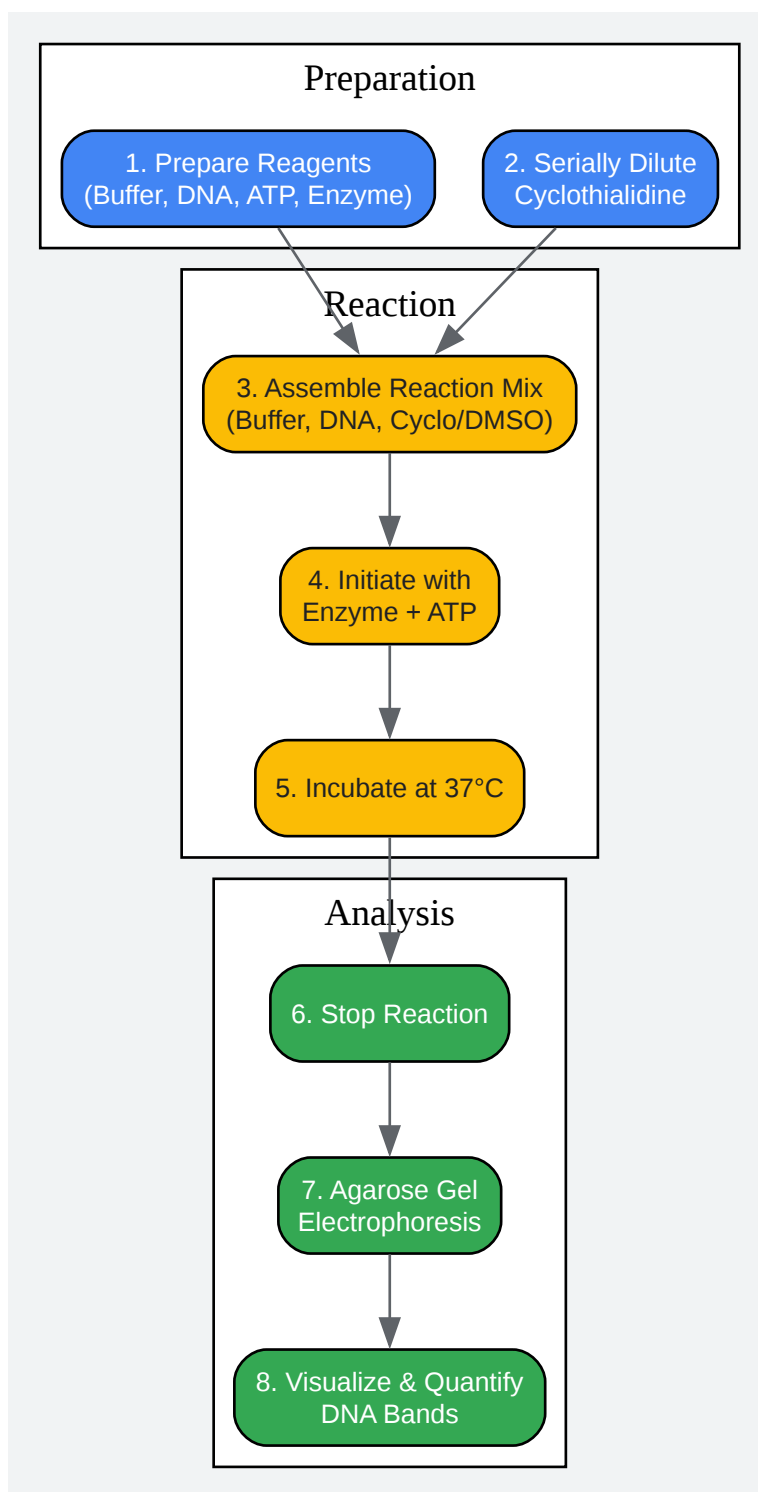 Preparation
1. Prepare Reagents
(Buffer, DNA, ATP, Enzyme)
2. Serially Dilute
Cyclothialidine
Reaction
3. Assemble Reaction Mix
(Buffer, DNA, Cyclo/DMSO)
4. Initiate with
Enzyme + ATP
5. Incubate at 37°C
Analysis
6. Stop Reaction
7. Agarose Gel
Electrophoresis
8. Visualize & Quantify
DNA Bands